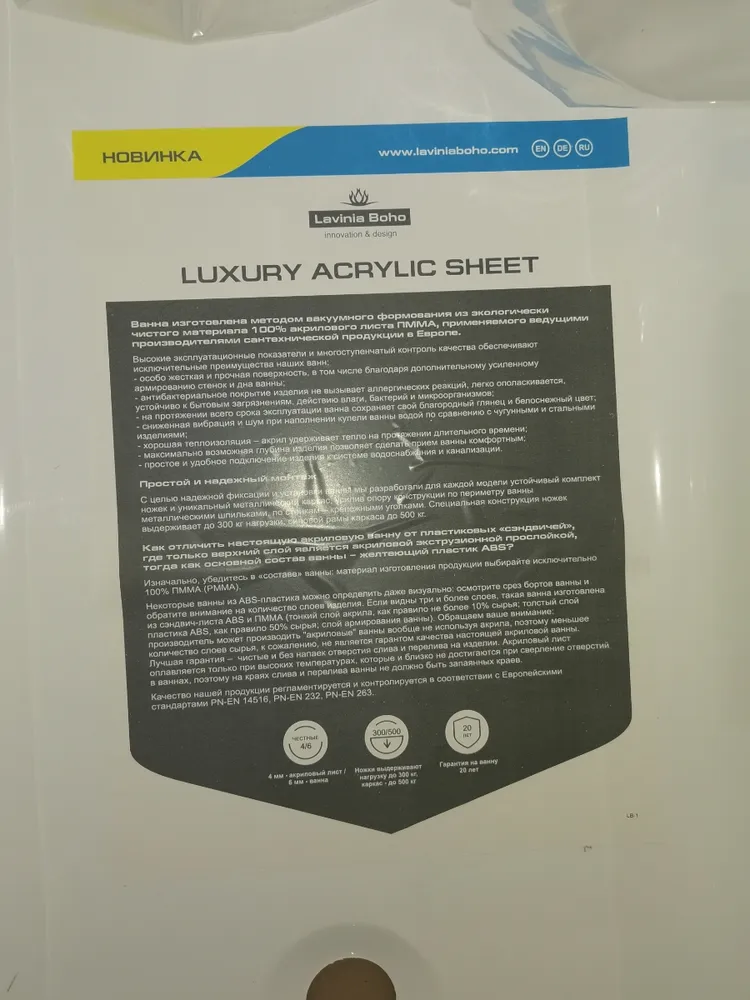 НОВИНКА
www.laviniaboho.com EN DE RU
Lavinia Boho
innovation & design
LUXURY ACRYLIC SHEET
Ванна изготовлена методом вакуумного формования из экологически
чистого материала 100% акрилового листа ПММА, применяемого ведущими
производителями сантехнической продукции в Европе.
Высокие эксплуатационные показатели и многоступенчатый контроль качества обеспечивают
исключительные преимущества наших ванн:
- особо жесткая и прочная поверхность, в том числе благодаря дополнительному усиленному
армированию стенок и дна ванны;
- антибактериальное покрытие изделия не вызывает аллергических реакций, легко ополаскивается,
устойчиво к бытовым загрязнениям, действию влаги, бактерий и микроорганизмов;
- на протяжении всего срока эксплуатации ванна сохраняет свой благородный глянец и белоснежный цвет;
- сниженная вибрация и шум при наполнении купели ванны водой по сравнению с чугунными и стальными
изделиями;
- хорошая теплоизоляция – акрил удерживает тепло на протяжении длительного времени;
- максимально возможная глубина изделия позволяет сделать прием ванны комфортным;
- простое и удобное подключение изделия к системе водоснабжения и канализации.
Простой и надежный монтаж
С целью надежной фиксации и установки ванны мы разработали для каждой модели устойчивый комплект
ножек и уникальный металлический каркас, усилив опору конструкции по периметру ванны
металлическими шпильками, по стенкам – крепежными уголками. Специальная конструкция ножек
выдерживает до 300 кг нагрузки, силовой рамы каркаса до 500 кг.
Как отличить настоящую акриловую ванну от пластиковых «сэндвичей»,
где только верхний слой является акриловой экструзионной прослойкой,
тогда как основной состав ванны – желтеющий пластик ABS?
Изначально, убедитесь в «составе» ванны: материал изготовления продукции выбирайте исключительно
100% ПММА (PMMA).
Некоторые ванны из ABS-пластика можно определить даже визуально: осмотрите срез бортов ванны и
обратите внимание на количество слоев изделия. Если видны три и более слоев, такая ванна изготовлена
из сэндвич-листа ABS и ПММА (тонкий слой акрила, как правило не более 10% сырья; толстый слой
пластика ABS, как правило 50% сырья; слой армирования ванны). Обращаем ваше внимание:
производитель может производить "акриловые" ванны вообще не используя акрила, поэтому меньшее
количество слоев сырья, к сожалению, не является гарантом качества настоящей акриловой ванны.
Лучшая гарантия – чистые и без напаек отверстия слива и перелива на изделии. Акриловый лист
оплавляется только при высоких температурах, которые и близко не достигаются при сверлении отверстий
в ваннах, поэтому на краях слива и перелива ванны не должно быть запаянных краев.
Качество нашей продукции регламентируется и контролируется в соответствии с Европейскими
стандартами PN-EN 14516, PN-EN 232, PN-EN 263.
ЧЕСТНЫЕ
4/6
300/500
20
ЛЕТ
4 мм - акриловый лист /
6 мм - ванна
Ножки выдерживают
нагрузку до 300 кг,
каркас - до 500 кг
Гарантия на ванну
20 лет
LB 1